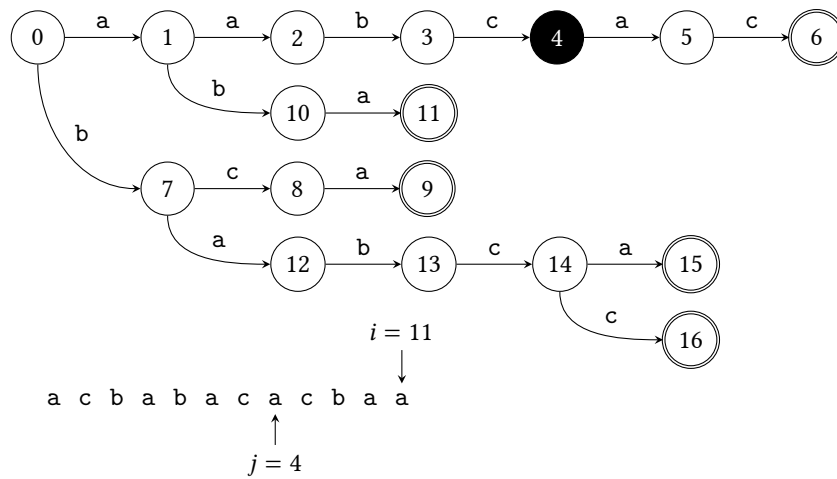 0 a 1 a 2 b 3 c 4 a 5 c 6
b 10 a 11
b
7 c 8 a 9
a 12 b 13 c 14 a 15
c 16
i = 11
a c b a b a c a c b a a
j = 4